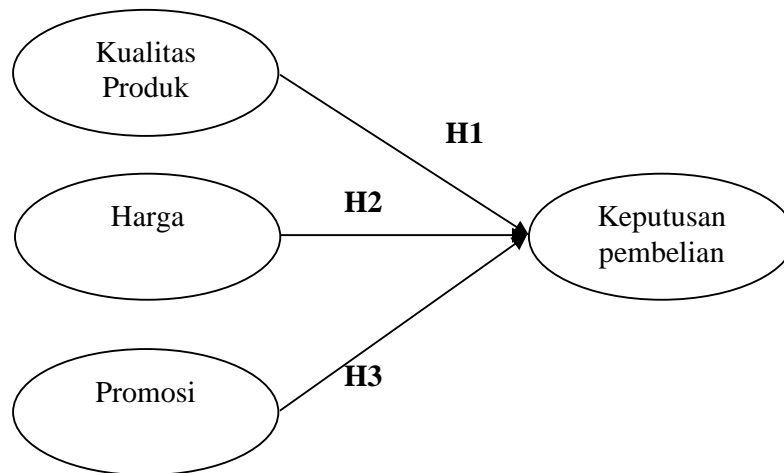 Kualitas
Produk
H1
Harga
H2
Keputusan
pembelian
Promosi
H3